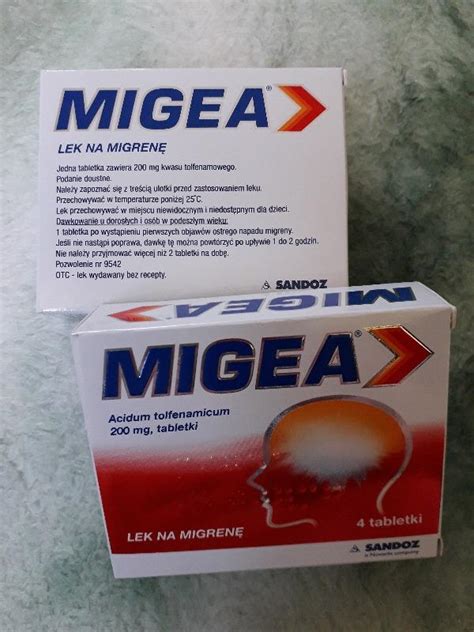 MIGEA®
LEK NA MIGRENĘ
Jedna tabletka zawiera 200 mg kwasu tolfenamowego.
Podanie doustne.
Należy zapoznać się z treścią ulotki przed zastosowaniem leku.
Przechowywać w temperaturze poniżej 25°C.
Lek przechowywać w miejscu niewidocznym i niedostępnym dla dzieci.
Dawkowanie u dorosłych i osób w podeszłym wieku:
1 tabletka po wystąpieniu pierwszych objawów ostrego napadu migreny.
Jeśli nie nastąpi poprawa, dawkę tę można powtórzyć po upływie 1 do 2 godzin.
Nie należy przyjmować więcej niż 2 tabletki na dobę.
Pozwolenie nr 9542
OTC - lek wydawany bez recepty.
SANDOZ
MIGEA
MIGEA®
Acidum tolfenamicum
200 mg, tabletki
LEK NA MIGRENĘ
4 tabletki
SANDOZ
a Novartis company